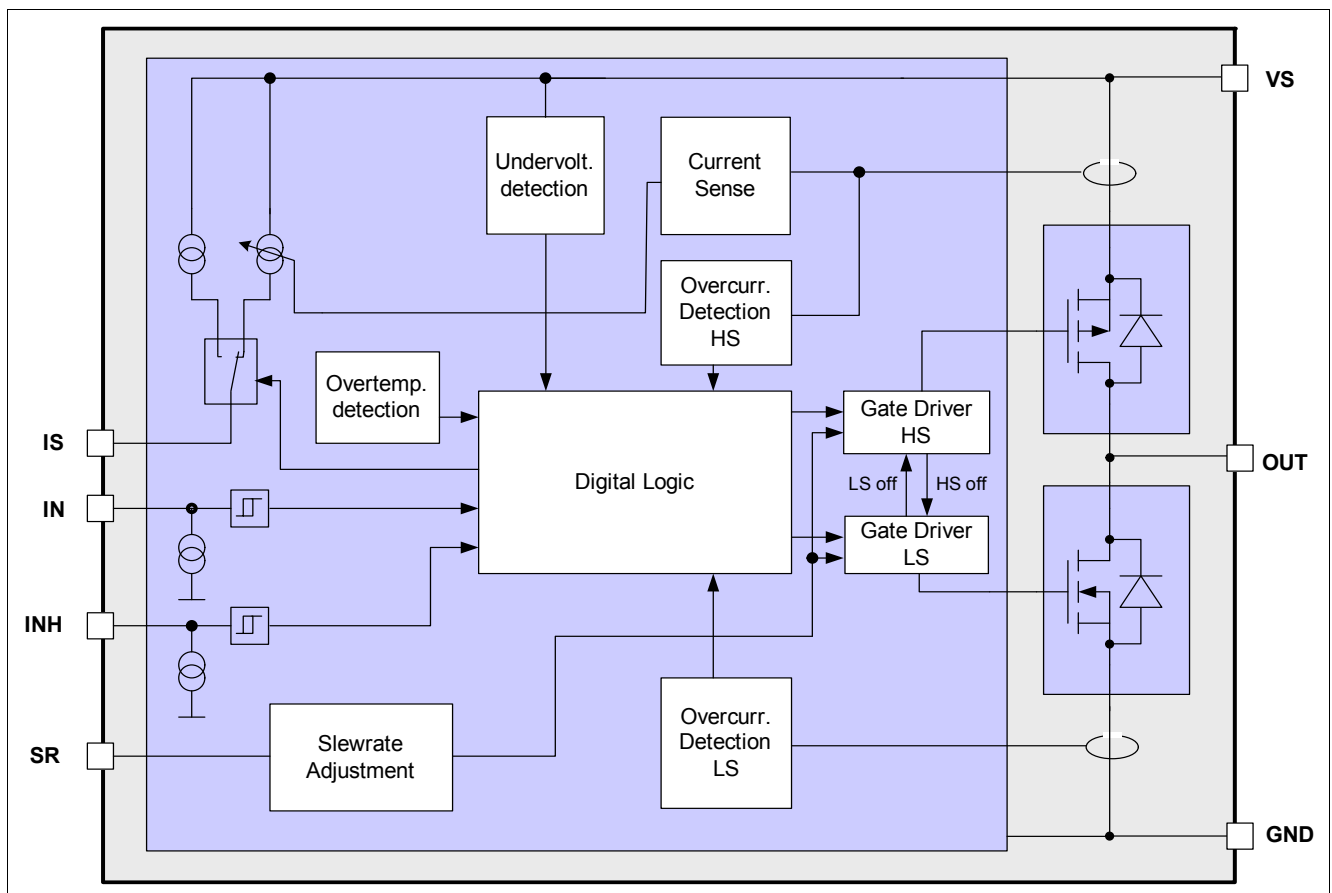 VS
Undervolt.
detection
Current
Sense
Overcurr.
Detection
HS
Overtemp.
detection
Gate Driver
HS
IS
OUT
Digital Logic
LS off
HS off
IN
Gate Driver
LS
INH
Overcurr.
Detection
LS
SR
Slewrate
Adjustment
GND